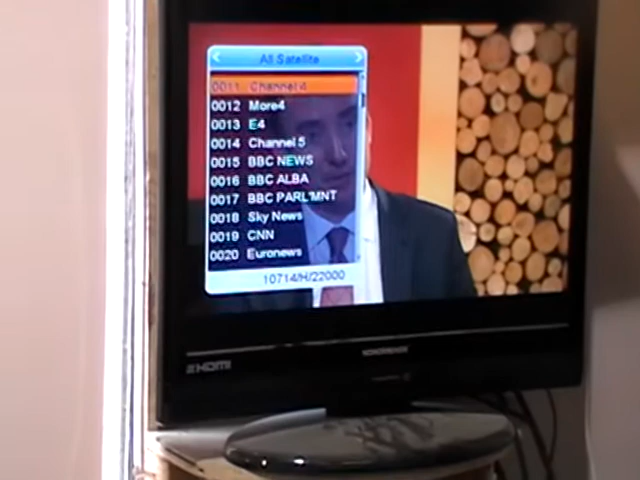 All Satellite
0011 Channel 4
0012 More4
0013 E4
0014 Channel 5
0015 BBC NEWS
0016 BBC ALBA
0017 BBC PARL'MNT
0018 Sky News
0019 CNN
0020 Euronews
10714/H/22000
HDMI